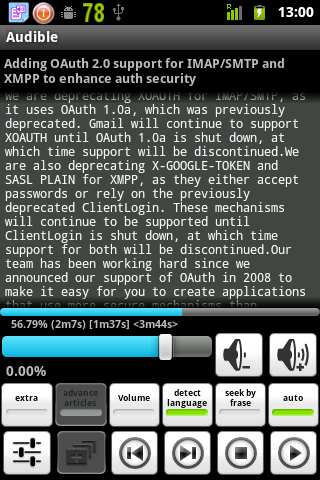 78
13:00
Audible
Adding OAuth 2.0 support for IMAP/SMTP and
XMPP to enhance auth security
we are deprecating XOAUTH for IMAP/SMTP, as
it uses OAuth 1.0a, which was previously
deprecated. Gmail will continue to support
XOAUTH until OAuth 1.0a is shut down, at
which time support will be discontinued.We
are also deprecating X-GOOGLE-TOKEN and
SASL PLAIN for XMPP, as they either accept
passwords or rely on the previously
deprecated ClientLogin. These mechanisms
will continue to be supported until
ClientLogin is shut down, at which time
support for both will be discontinued.Our
team has been working hard since we
announced our support of OAuth in 2008 to
make it easy for you to create applications
that use more secure mechanisms than
56.79% (2m7s) [1m37s] <3m44s>
0.00%
extra
advance
articles
Volume
detect
language
seek by
frase
auto